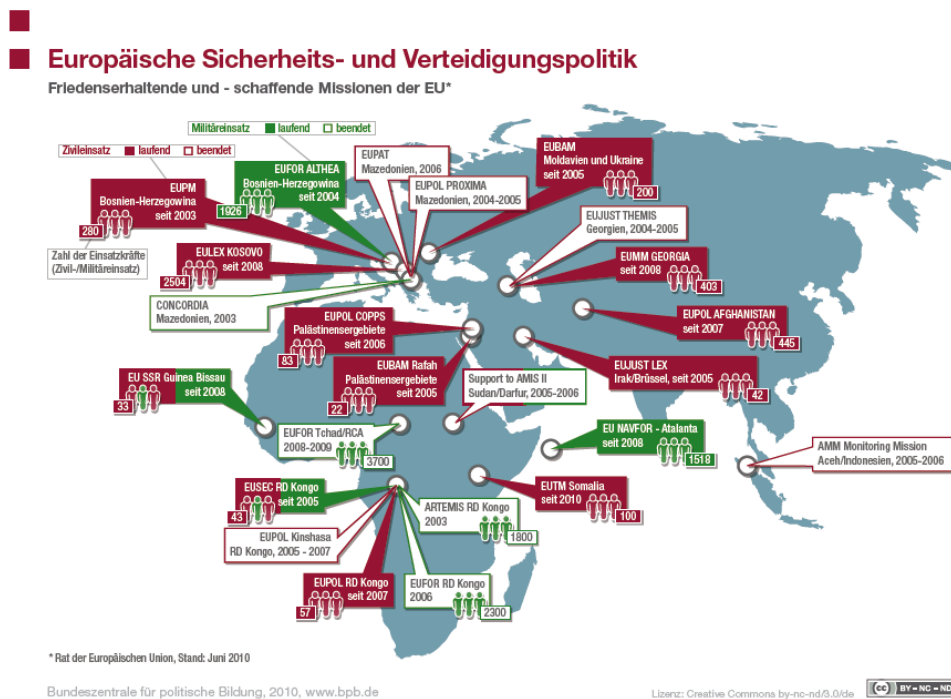 Europäische Sicherheits- und Verteidigungspolitik
Friedenserhaltende und - schaffende Missionen der EU*
Militäreinsatz laufend beendet
Zivileinsatz laufend beendet
EUPM
Bosnien-Herzegowina
seit 2003
280
Zahl der Einsatzkräfte
(Zivil-/Militäreinsatz)
EUFOR ALTHEA
Bosnien-Herzegowina
seit 2004
1926
EUPAT
Mazedonien, 2006
EUPOL PROXIMA
Mazedonien, 2004-2005
EUBAM
Moldavien und Ukraine
seit 2005
200
EUJUST THEMIS
Georgien, 2004-2005
EULEX KOSOVO
seit 2008
2504
EUMM GEORGIA
seit 2008
403
CONCORDIA
Mazedonien, 2003
EUPOL COPPS
Palästinensergebiete
seit 2006
83
EUPOL AFGHANISTAN
seit 2007
445
EUBAM Rafah
Palästinensergebiete
seit 2005
22
EUJUST LEX
Irak/Brüssel, seit 2005
42
EU SSR Guinea Bissau
seit 2008
33
Support to AMIS II
Sudan/Darfur, 2005-2006
EUFOR Tchad/RCA
2008-2009
3700
EU NAVFOR - Atalanta
seit 2008
1518
AMM Monitoring Mission
Aceh/Indonesien, 2005-2006
EUSEC RD Kongo
seit 2005
43
ARTEMIS RD Kongo
2003
1800
EUTM Somalia
seit 2010
100
EUPOL Kinshasa
RD Kongo, 2005 - 2007
EUPOL RD Kongo
seit 2007
57
EUFOR RD Kongo
2006
2300
* Rat der Europäischen Union, Stand: Juni 2010
Bundeszentrale für politische Bildung, 2010, www.bpb.de
Lizenz: Creative Commons by-nc-nd/3.0/de
cc BY - NC - ND